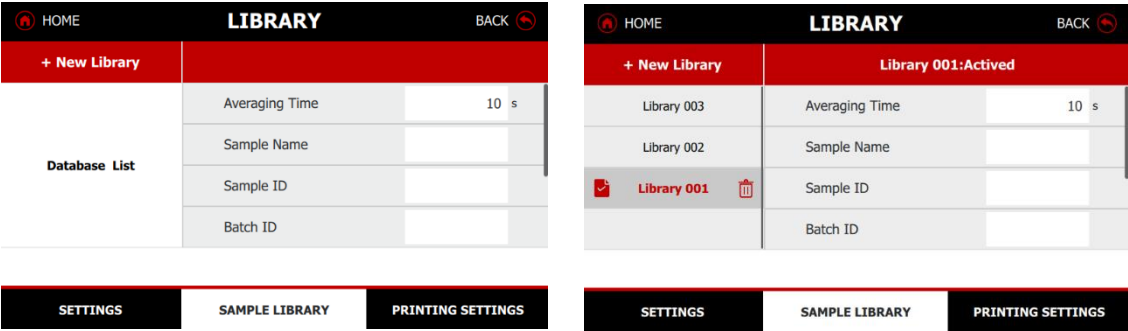 HOME LIBRARY BACK
+ New Library
Averaging Time 10 s
Sample Name
Database List
Sample ID
Batch ID
SETTINGS SAMPLE LIBRARY PRINTING SETTINGS
HOME LIBRARY BACK
+ New Library Library 001:Actived
Library 003 Averaging Time 10 s
Library 002 Sample Name
Library 001 Sample ID
Batch ID
SETTINGS SAMPLE LIBRARY PRINTING SETTINGS